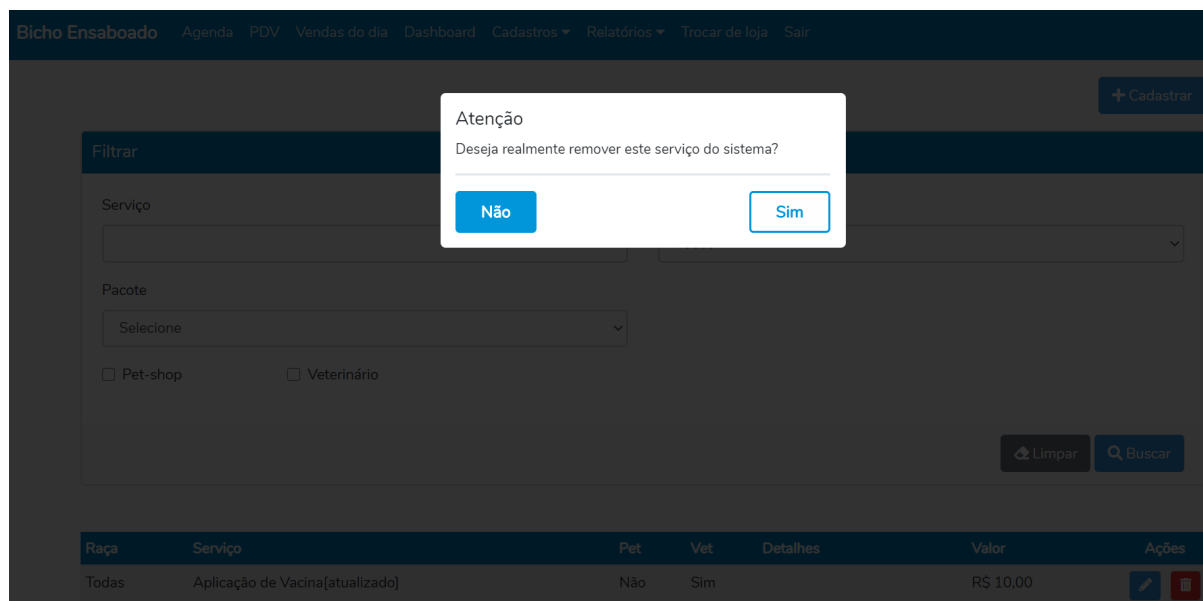 Bicho Ensaboado Agenda PDV Vendas do dia Dashboard Cadastros Relatórios Trocar de loja Sair
Cadastrar
Atenção
Deseja realmente remover este serviço do sistema?
Não Sim
Filtrar
Serviço
Pacote
Selecione
Pet-shop Veterinário
Limpar Buscar
Raça Serviço Pet Vet Detalhes Valor Ações
Todas Aplicação de Vacina[atualizado] Não Sim R$ 10,00